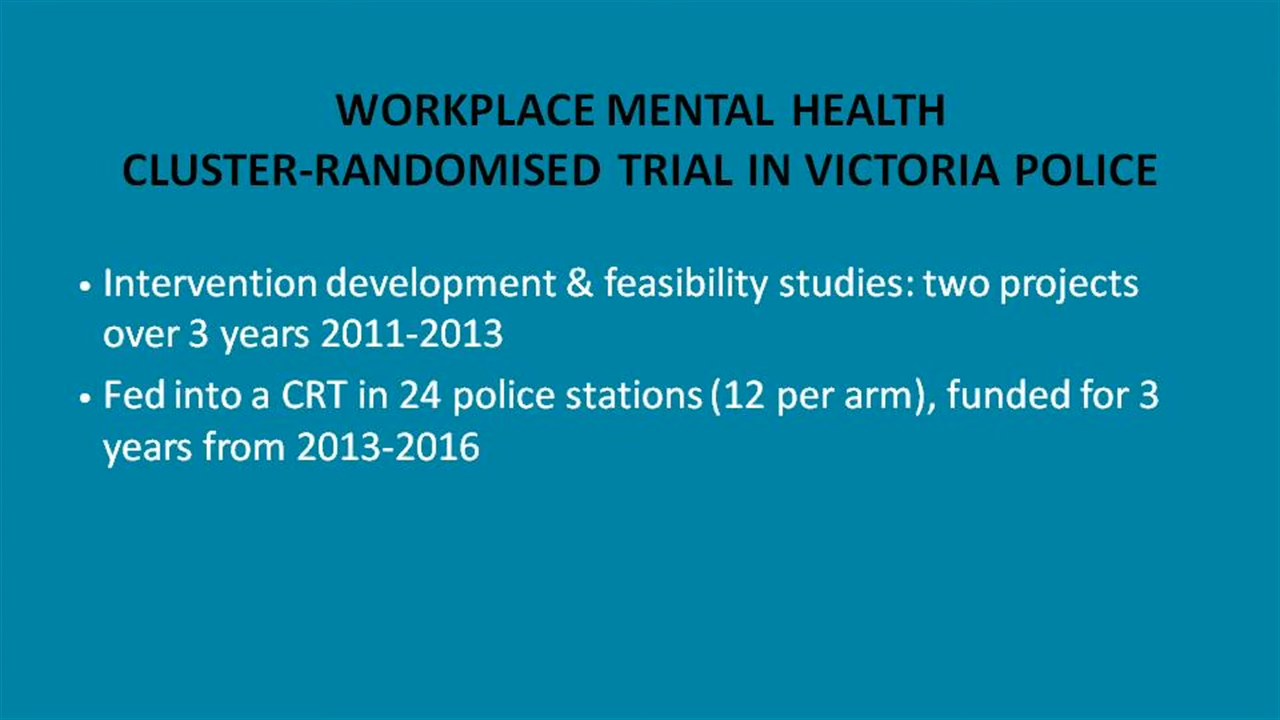 WORKPLACE MENTAL HEALTH
CLUSTER-RANDOMISED TRIAL IN VICTORIA POLICE
• Intervention development & feasibility studies: two projects
over 3 years 2011-2013
• Fed into a CRT in 24 police stations (12 per arm), funded for 3
years from 2013-2016